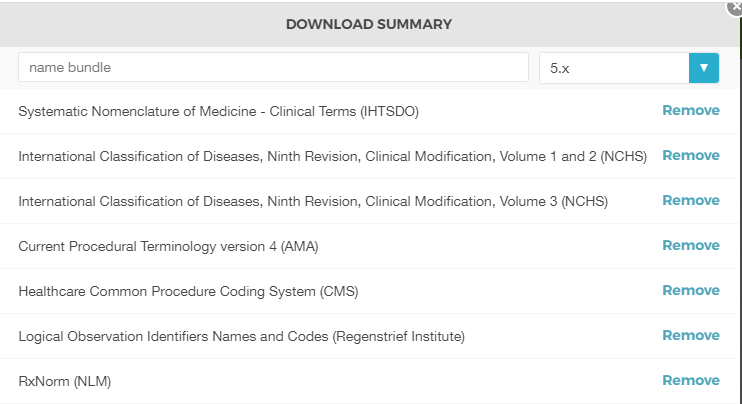 DOWNLOAD SUMMARY
name bundle
5.x
Systematic Nomenclature of Medicine - Clinical Terms (IHTSDO) Remove
International Classification of Diseases, Ninth Revision, Clinical Modification, Volume 1 and 2 (NCHS) Remove
International Classification of Diseases, Ninth Revision, Clinical Modification, Volume 3 (NCHS) Remove
Current Procedural Terminology version 4 (AMA) Remove
Healthcare Common Procedure Coding System (CMS) Remove
Logical Observation Identifiers Names and Codes (Regenstrief Institute) Remove
RxNorm (NLM) Remove